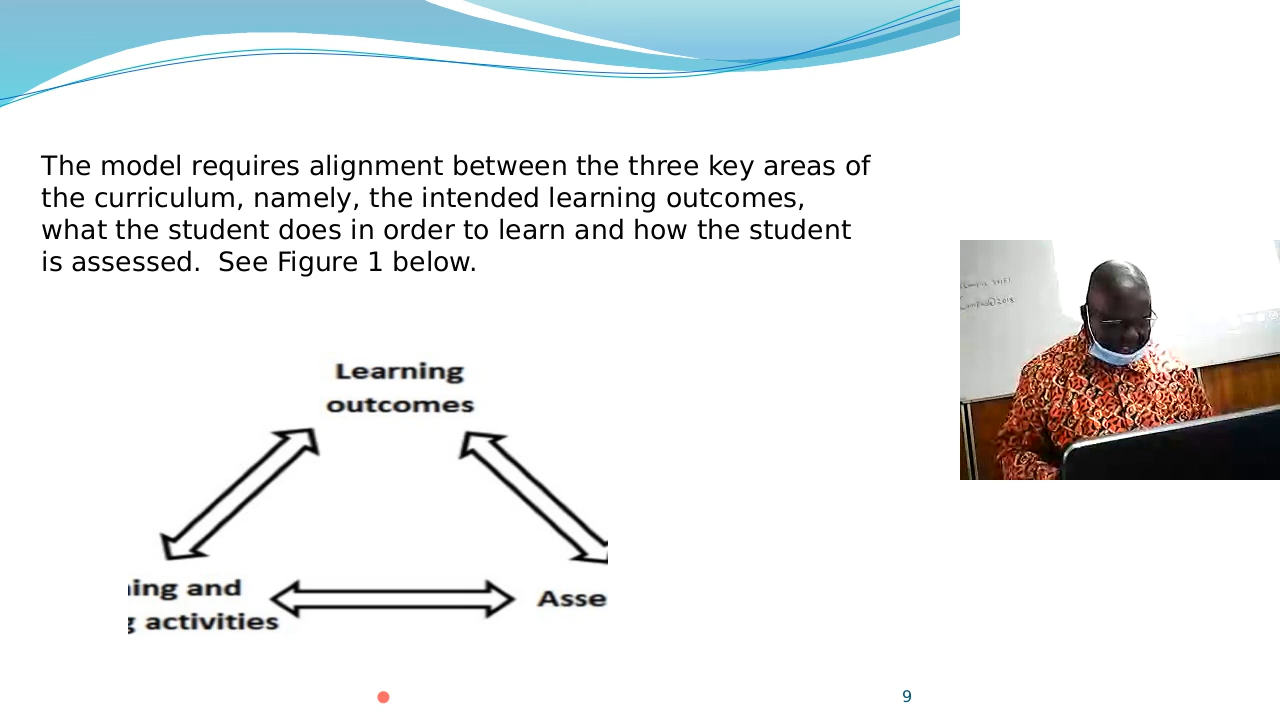 The model requires alignment between the three key areas of
the curriculum, namely, the intended learning outcomes,
what the student does in order to learn and how the student
is assessed.  See Figure 1 below.
Learning
outcomes
ing and
activities
Asse
9